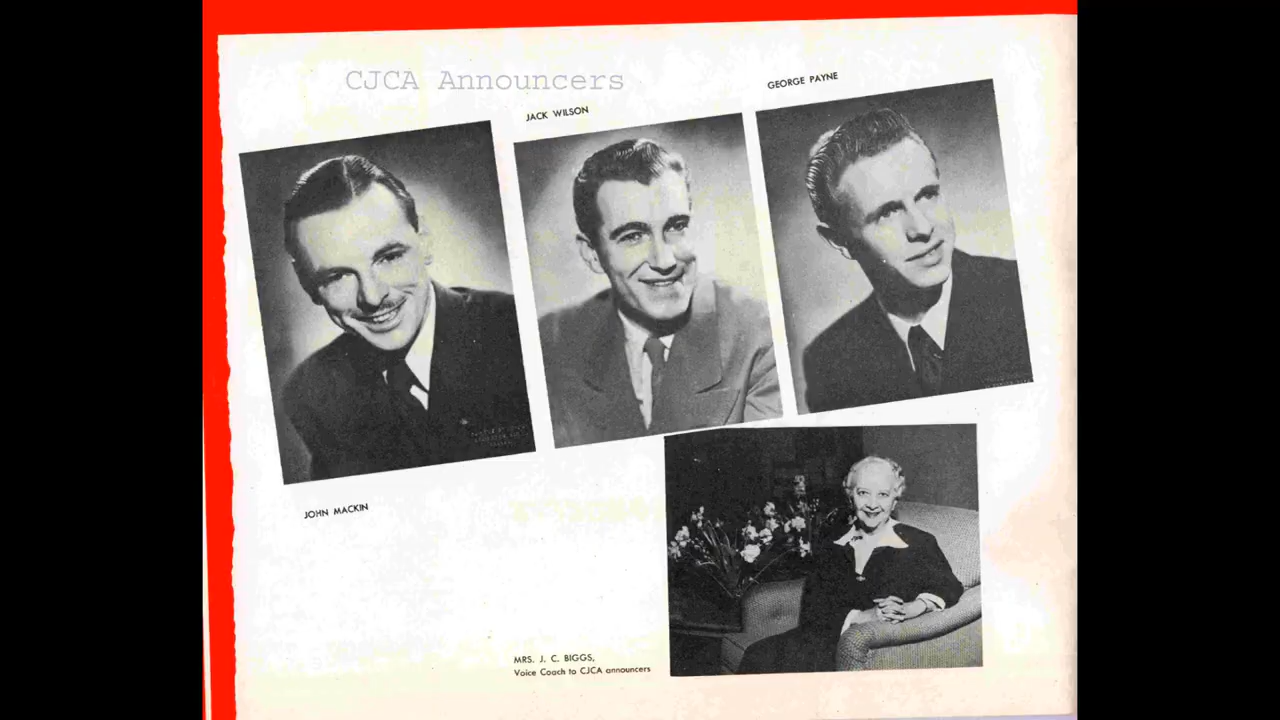 CJCA Announcers
GEORGE PAYNE
JACK WILSON
JOHN MACKIN
MRS. J. C. BIGGS,
Voice Coach to CJCA announcers